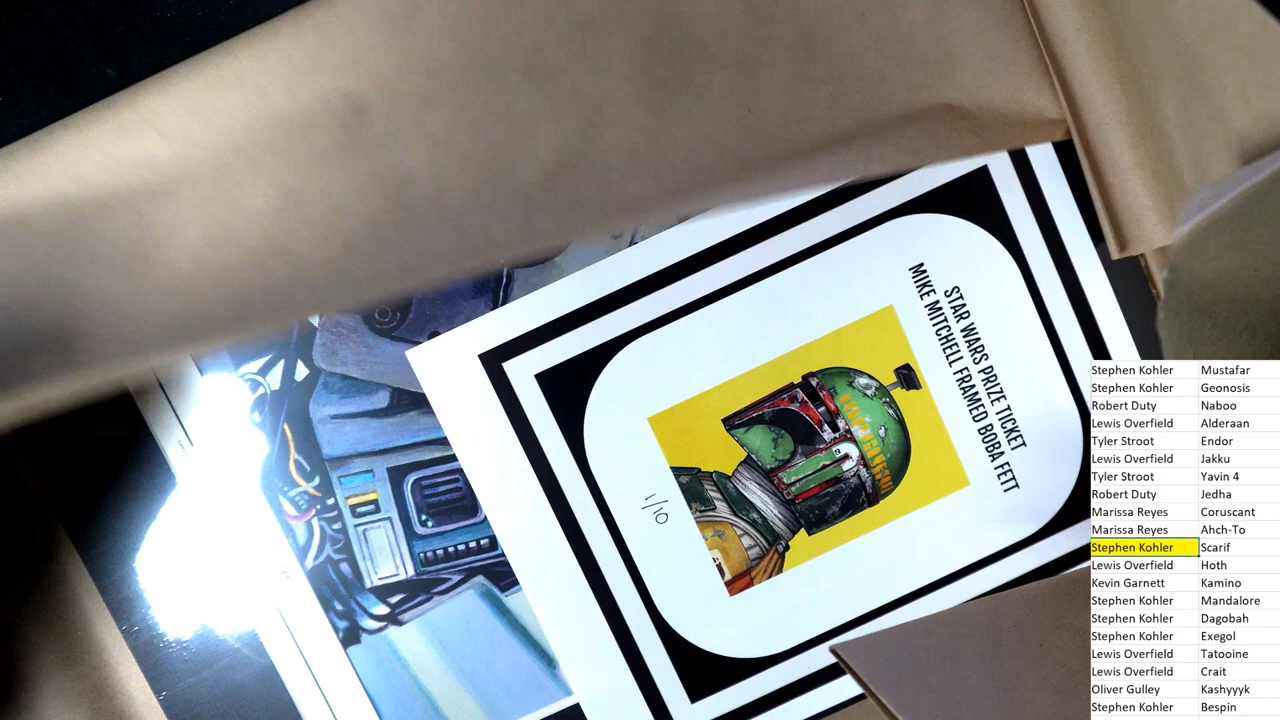 STAR WARS PRIZE TICKET
MIKE MITCHELL FRAMED BOBA FETT
1/10
Stephen Kohler Mustafar
Stephen Kohler Geonosis
Robert Duty Naboo
Lewis Overfield Alderaan
Tyler Stroot Endor
Lewis Overfield Jakku
Tyler Stroot Yavin 4
Robert Duty Jedha
Marissa Reyes Coruscant
Marissa Reyes Ahch-To
Stephen Kohler Scarif
Lewis Overfield Hoth
Kevin Garnett Kamino
Stephen Kohler Mandalore
Stephen Kohler Dagobah
Stephen Kohler Exegol
Lewis Overfield Tatooine
Lewis Overfield Crait
Oliver Gulley Kashyyyk
Stephen Kohler Bespin